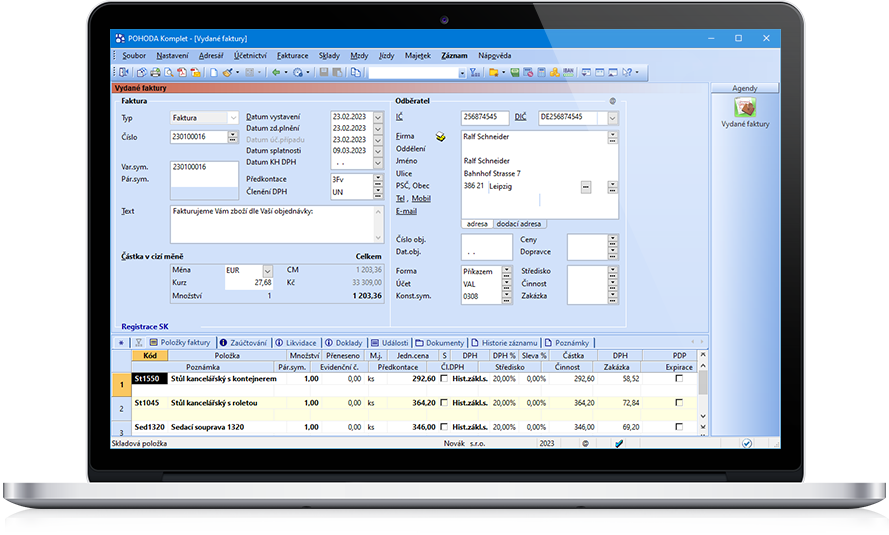 POHODA Komplet - [Vydané faktury]
Soubor Nastavení Adresář Účetnictví Fakturace Sklady Mzdy Jízdy Majetek Záznam Nápověda
Vydané faktury
Agendy
Vydané faktury
Faktura
Typ Faktura
Číslo 230100016
Var.sym. 230100016
Pár.sym.
Datum vystavení 23.02.2023
Datum zd.plnění 23.02.2023
Datum úč.případu 23.02.2023
Datum splatnosti 09.03.2023
Datum KH DPH . .
Předkontace 3Fv
Členění DPH UN
Text Fakturujeme Vám zboží dle Vaší objednávky:
Částka v cizí měně Celkem
Měna EUR CM 1 203,36
Kurz 27,68 Kč 33 309,00
Množství 1 1 203,36
Registrace SK
Odběratel @
IČ 256874545 DIČ DE256874545
Firma Ralf Schneider
Oddělení
Jméno Ralf Schneider
Ulice Bahnhof Strasse 7
PSČ, Obec 386 21 Leipzig
Tel , Mobil
E-mail
adresa dodací adresa
Číslo obj. Ceny
Dat.obj. . . Dopravce
Forma Příkazem Středisko
Účet VAL Činnost
Konst.sym. 0308 Zakázka
Položky faktury Zaúčtování Likvidace Doklady Události Dokumenty Historie záznamu Poznámky
Kód Položka Množství Přeneseno M.j. Jedn.cena S DPH DPH % Sleva % Částka DPH PDP
Poznámka Pár.sym. Evidenční č. Předkontace Čl.DPH Středisko Činnost Zakázka Expirace
1 St1550 Stůl kancelářský s kontejnerem 1,00 0,00 ks 292,60 Hist.zákl.s. 20,00% 0,00% 292,60 58,52
2 St1045 Stůl kancelářský s roletou 1,00 0,00 ks 364,20 Hist.zákl.s. 20,00% 0,00% 364,20 72,84
3 Sed1320 Sedací souprava 1320 1,00 0,00 ks 346,00 Hist.zákl.s. 20,00% 0,00% 346,00 69,20
Skladová položka Novák s.r.o. 2023 @